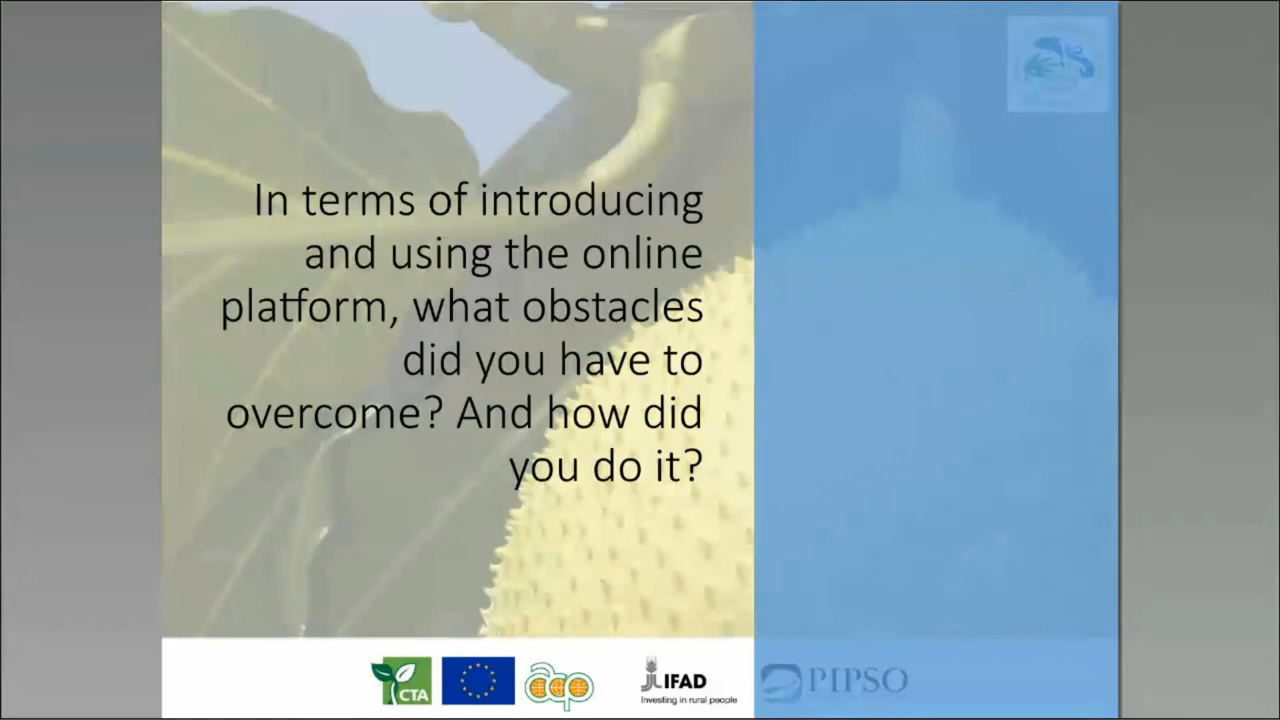 In terms of introducing
and using the online
platform, what obstacles
did you have to
overcome? And how did
you do it?
CTA
acp
IFAD
Investing in rural people
PIPSO